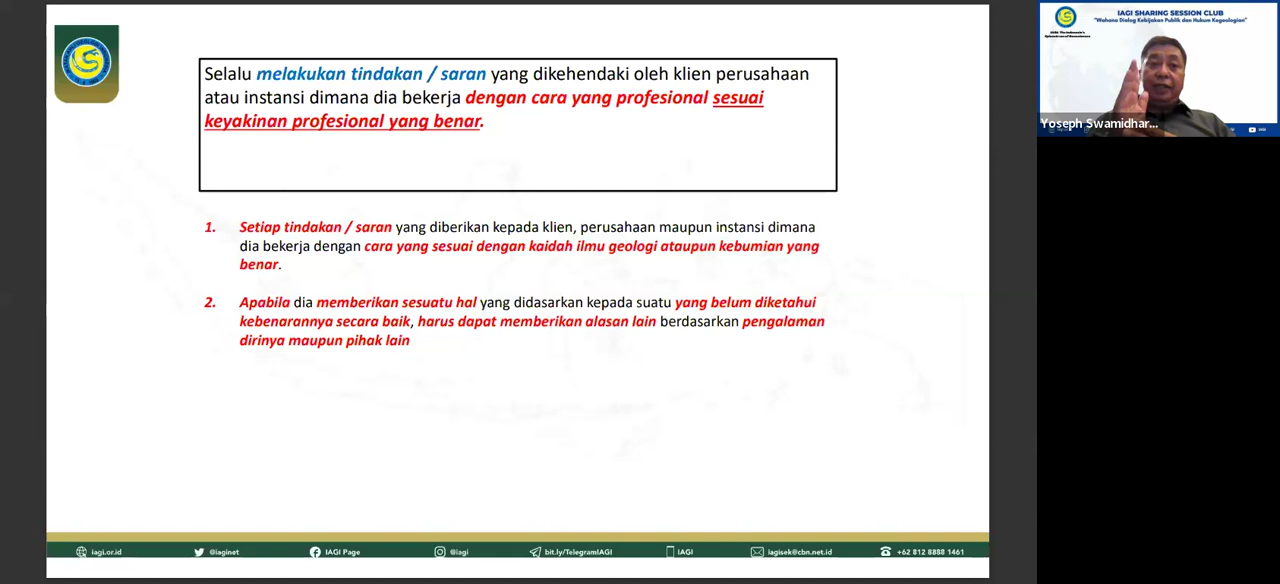 Selalu melakukan tindakan / saran yang dikehendaki oleh klien perusahaan
atau instansi dimana dia bekerja dengan cara yang profesional sesuai
keyakinan profesional yang benar.
1. Setiap tindakan / saran yang diberikan kepada klien, perusahaan maupun instansi dimana
dia bekerja dengan cara yang sesuai dengan kaidah ilmu geologi ataupun kebumian yang
benar.
2. Apabila dia memberikan sesuatu hal yang didasarkan kepada suatu yang belum diketahui
kebenarannya secara baik, harus dapat memberikan alasan lain berdasarkan pengalaman
dirinya maupun pihak lain
iagi.or.id @iaginet IAGI Page @iagi bit.ly/TelegramIAGI IAGI iagisek@cbn.net.id +62 812 8888 1461
IAGI SHARING SESSION CLUB
"Wahana Dialog Kebijakan Publik dan Hukum Kegeologian"
Yoseph Swamidhar...